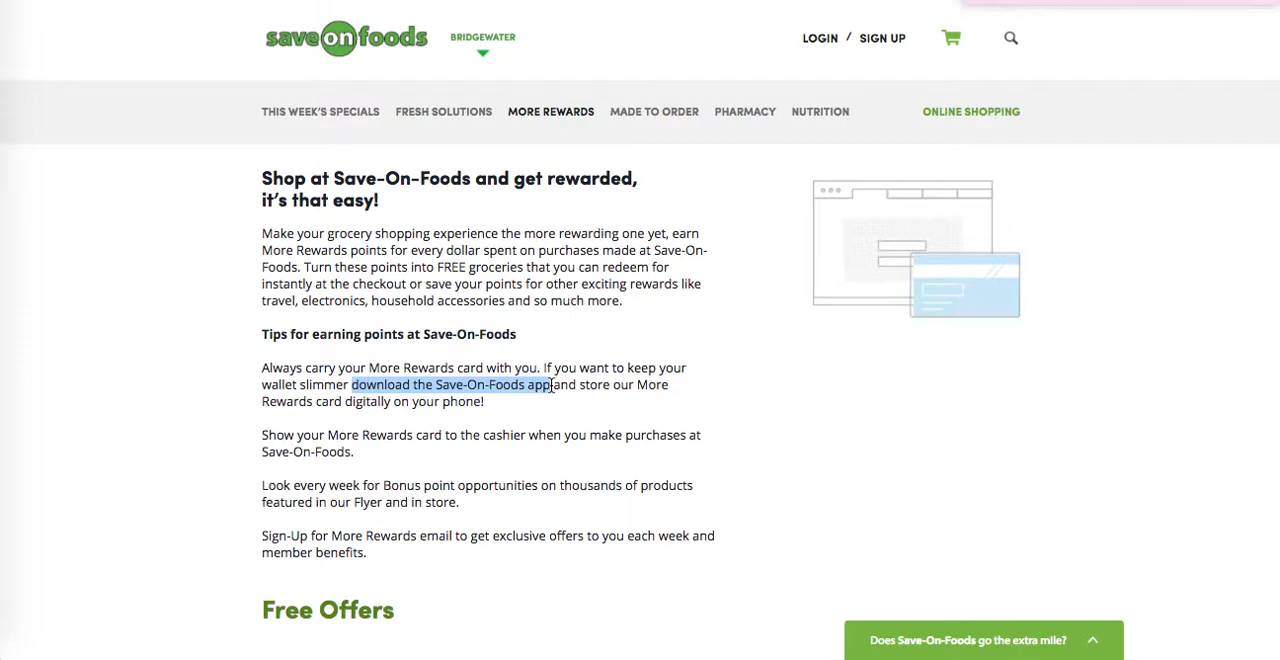 saveonfoods
BRIDGEWATER
LOGIN / SIGN UP
THIS WEEK'S SPECIALS FRESH SOLUTIONS MORE REWARDS MADE TO ORDER PHARMACY NUTRITION ONLINE SHOPPING
Shop at Save-On-Foods and get rewarded,
it's that easy!
Make your grocery shopping experience the more rewarding one yet, earn
More Rewards points for every dollar spent on purchases made at Save-On-
Foods. Turn these points into FREE groceries that you can redeem for
instantly at the checkout or save your points for other exciting rewards like
travel, electronics, household accessories and so much more.
Tips for earning points at Save-On-Foods
Always carry your More Rewards card with you. If you want to keep your
wallet slimmer download the Save-On-Foods app and store our More
Rewards card digitally on your phone!
Show your More Rewards card to the cashier when you make purchases at
Save-On-Foods.
Look every week for Bonus point opportunities on thousands of products
featured in our Flyer and in store.
Sign-Up for More Rewards email to get exclusive offers to you each week and
member benefits.
Free Offers
Does Save-On-Foods go the extra mile?